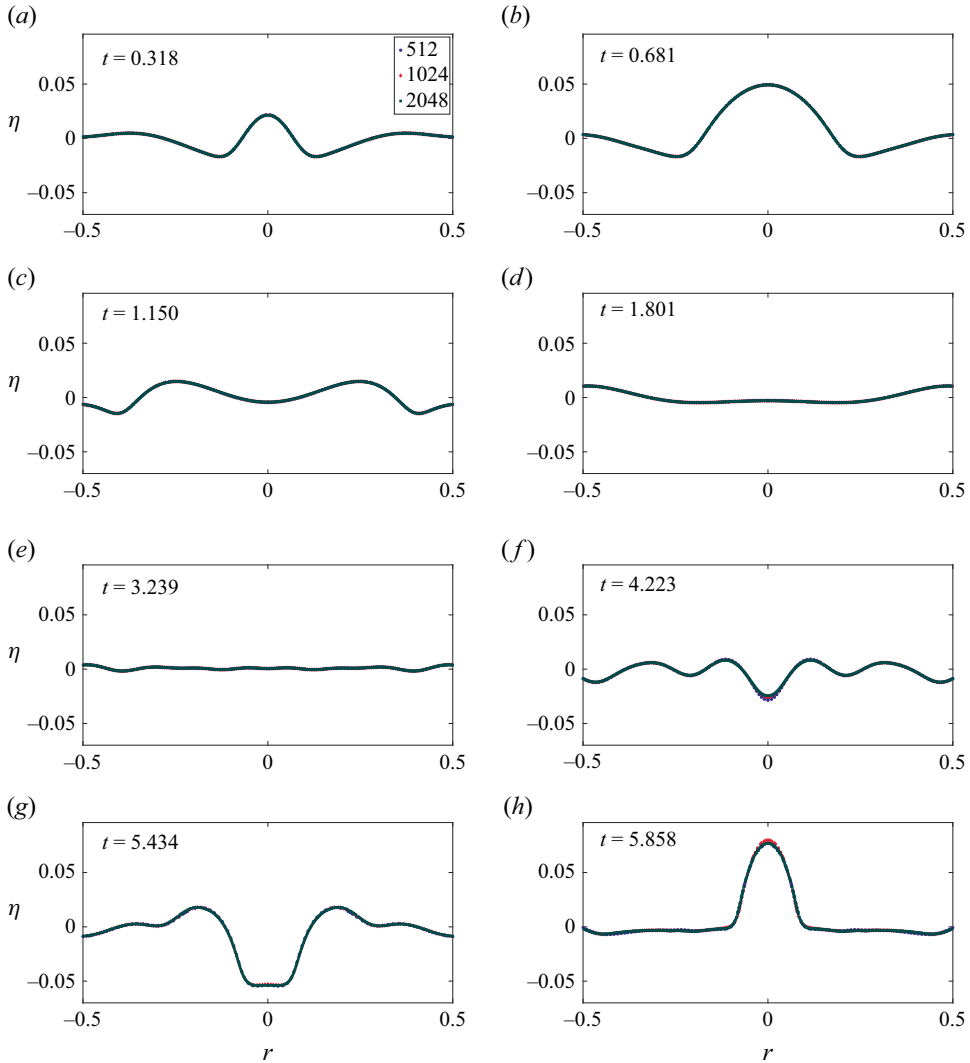 (a)
t = 0.318
512
1024
2048
0.05
0
–0.05
η
–0.5
0
0.5
(b)
t = 0.681
0.05
0
–0.05
–0.5
0
0.5
(c)
t = 1.150
0.05
0
–0.05
η
–0.5
0
0.5
(d)
t = 1.801
0.05
0
–0.05
–0.5
0
0.5
(e)
t = 3.239
0.05
0
–0.05
η
–0.5
0
0.5
(f)
t = 4.223
0.05
0
–0.05
–0.5
0
0.5
(g)
t = 5.434
0.05
0
–0.05
η
–0.5
0
0.5
r
(h)
t = 5.858
0.05
0
–0.05
–0.5
0
0.5
r